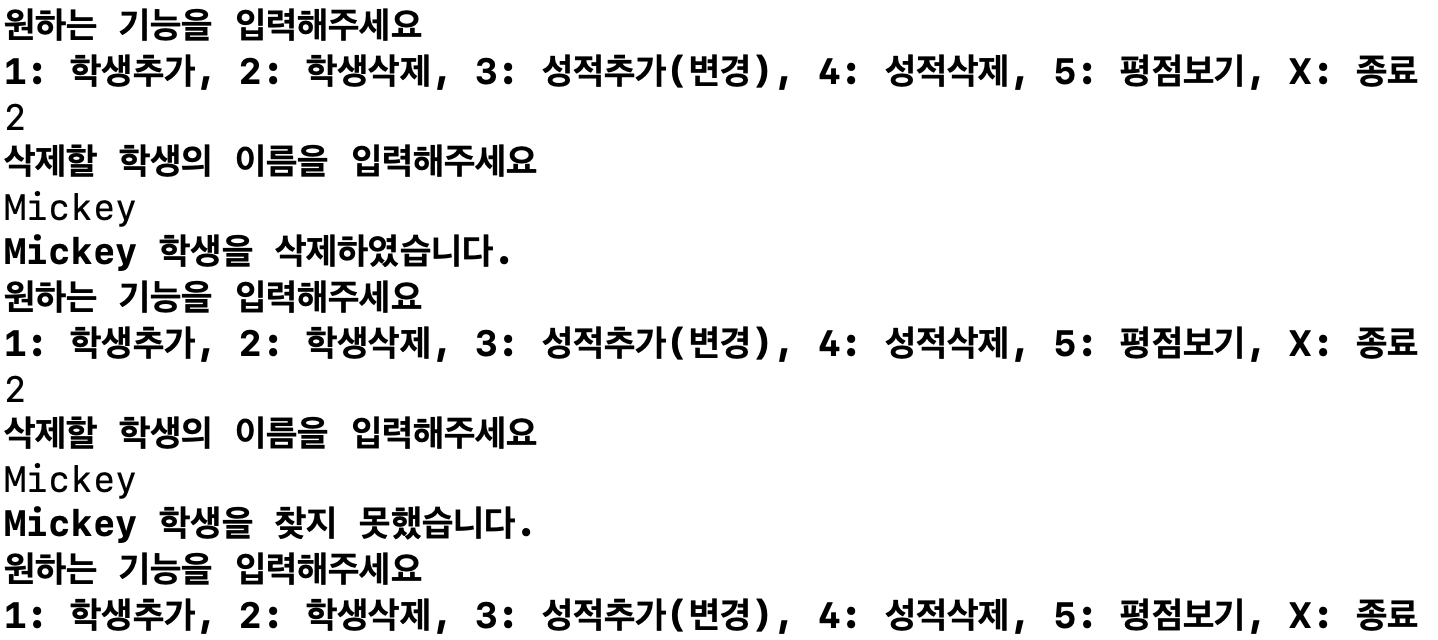 원하는 기능을 입력해주세요
1: 학생추가, 2: 학생삭제, 3: 성적추가(변경), 4: 성적삭제, 5: 평점보기, X: 종료
2
삭제할 학생의 이름을 입력해주세요
Mickey
Mickey 학생을 삭제하였습니다.
원하는 기능을 입력해주세요
1: 학생추가, 2: 학생삭제, 3: 성적추가(변경), 4: 성적삭제, 5: 평점보기, X: 종료
2
삭제할 학생의 이름을 입력해주세요
Mickey
Mickey 학생을 찾지 못했습니다.
원하는 기능을 입력해주세요
1: 학생추가, 2: 학생삭제, 3: 성적추가(변경), 4: 성적삭제, 5: 평점보기, X: 종료